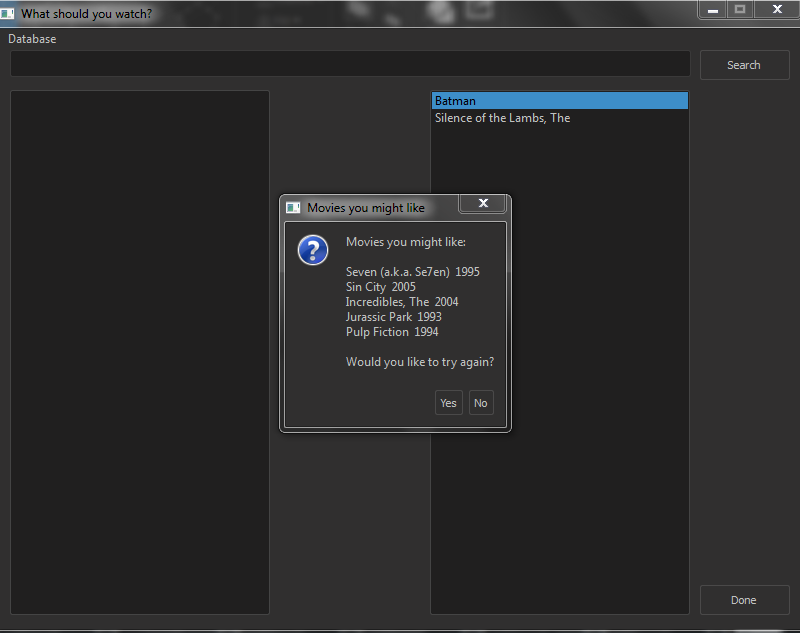 What should you watch?
Database
Search
Batman
Silence of the Lambs, The
Movies you might like
Movies you might like:
Seven (a.k.a. Se7en) 1995
Sin City 2005
Incredibles, The 2004
Jurassic Park 1993
Pulp Fiction 1994
Would you like to try again?
Yes No
Done